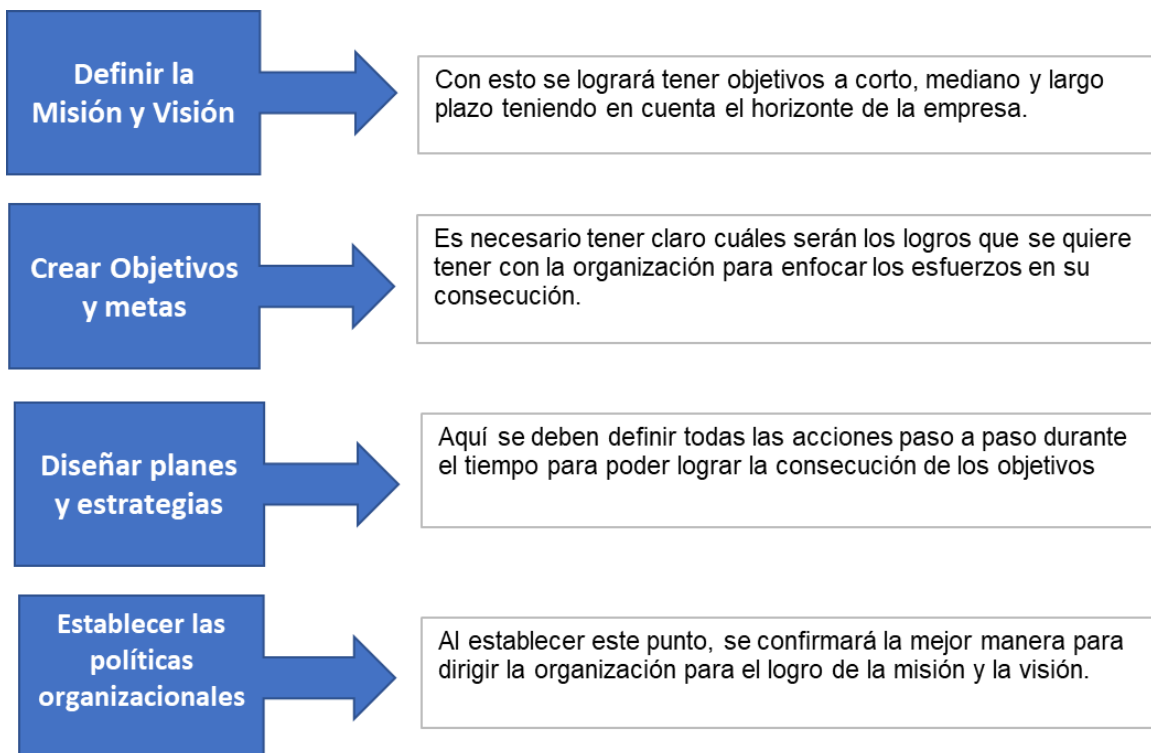 Definir la
Misión y Visión
Con esto se logrará tener objetivos a corto, mediano y largo
plazo teniendo en cuenta el horizonte de la empresa.
Crear Objetivos
y metas
Es necesario tener claro cuáles serán los logros que se quiere
tener con la organización para enfocar los esfuerzos en su
consecución.
Diseñar planes
y estrategias
Aquí se deben definir todas las acciones paso a paso durante
el tiempo para poder lograr la consecución de los objetivos
Establecer las
políticas
organizacionales
Al establecer este punto, se confirmará la mejor manera para
dirigir la organización para el logro de la misión y la visión.